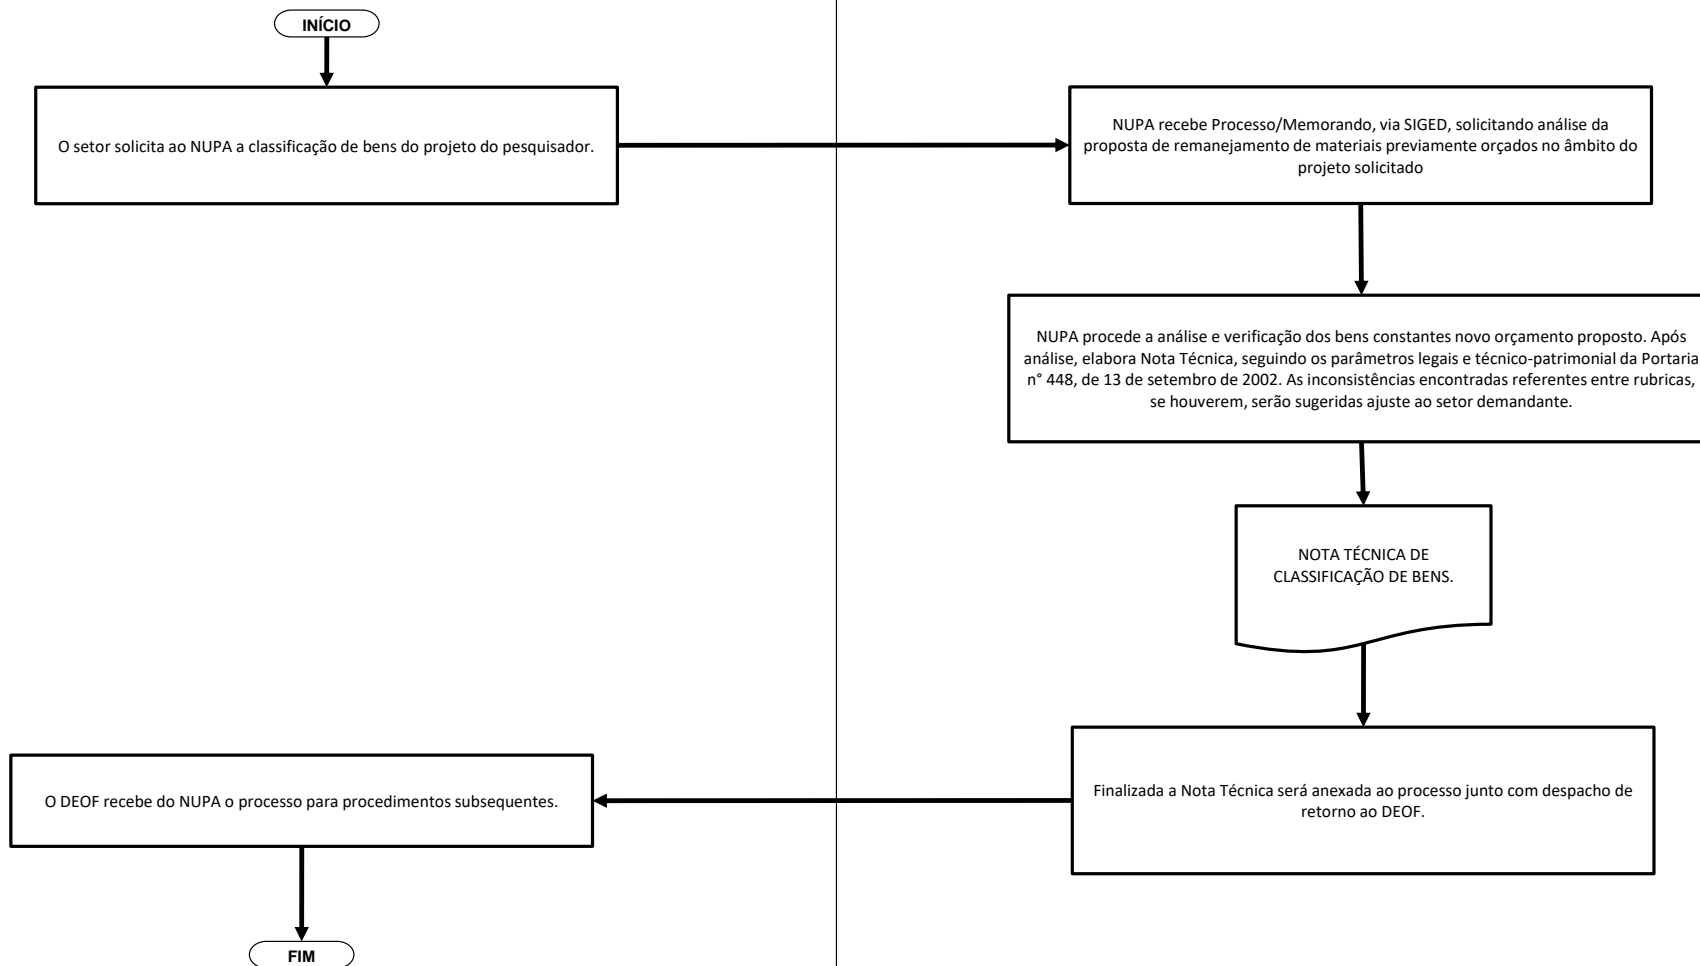 INÍCIO
O setor solicita ao NUPA a classificação de bens do projeto do pesquisador.
NUPA recebe Processo/Memorando, via SIGED, solicitando análise da
proposta de remanejamento de materiais previamente orçados no âmbito do
projeto solicitado
NUPA procede a análise e verificação dos bens constantes novo orçamento proposto. Após
análise, elabora Nota Técnica, seguindo os parâmetros legais e técnico-patrimonial da Portaria
n° 448, de 13 de setembro de 2002. As inconsistências encontradas referentes entre rubricas,
se houverem, serão sugeridas ajuste ao setor demandante.
NOTA TÉCNICA DE
CLASSIFICAÇÃO DE BENS.
Finalizada a Nota Técnica será anexada ao processo junto com despacho de
retorno ao DEOF.
O DEOF recebe do NUPA o processo para procedimentos subsequentes.
FIM